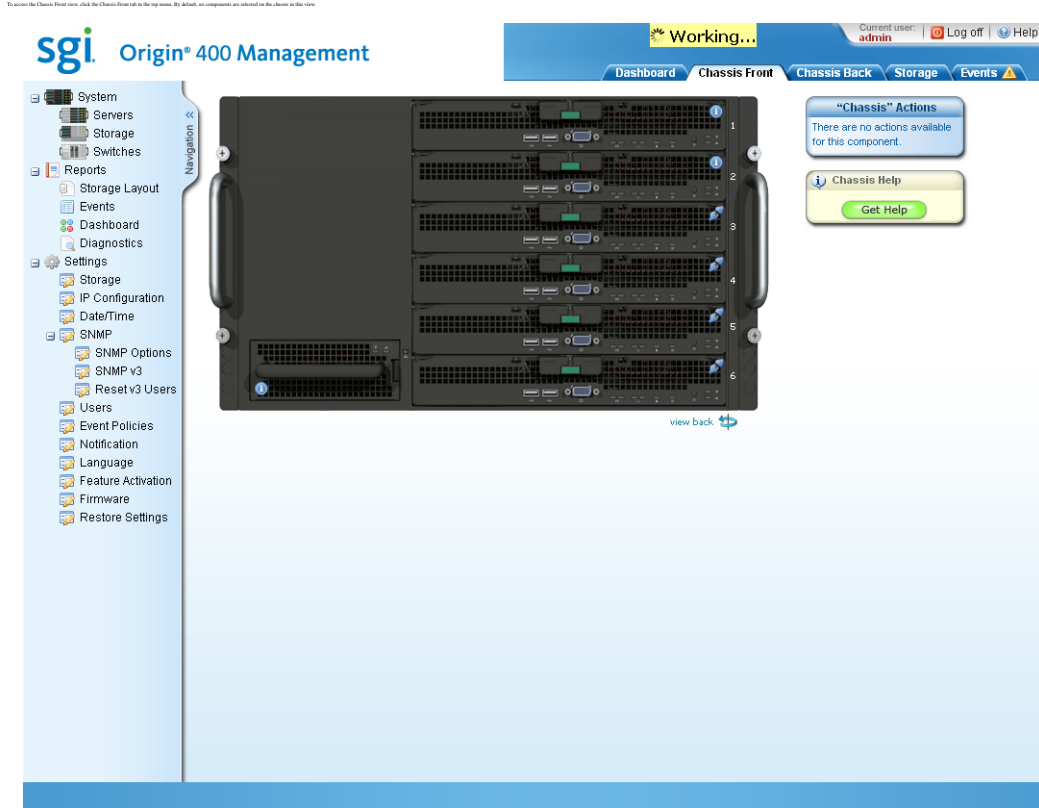 To access the Chassis Front view, click the Chassis Front tab in the top menu. By default, no components are selected on the chassis in this view.
sgi. Origin® 400 Management
Working...
Current user:
admin
Log off
Help
Dashboard
Chassis Front
Chassis Back
Storage
Events
System
Servers
Storage
Switches
Reports
Storage Layout
Events
Dashboard
Diagnostics
Settings
Storage
IP Configuration
Date/Time
SNMP
SNMP Options
SNMP v3
Reset v3 Users
Users
Event Policies
Notification
Language
Feature Activation
Firmware
Restore Settings
«
Navigation
1
2
3
4
5
6
view back
"Chassis" Actions
There are no actions available
for this component.
Chassis Help
Get Help